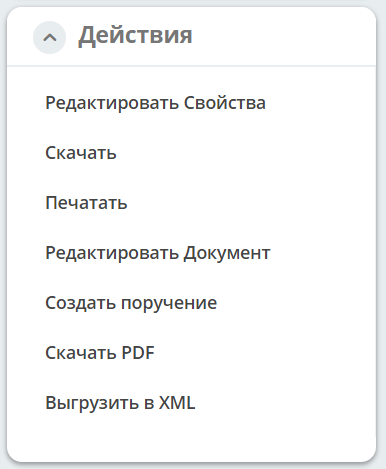 Действия
Редактировать Свойства
Скачать
Печатать
Редактировать Документ
Создать поручение
Скачать PDF
Выгрузить в XML